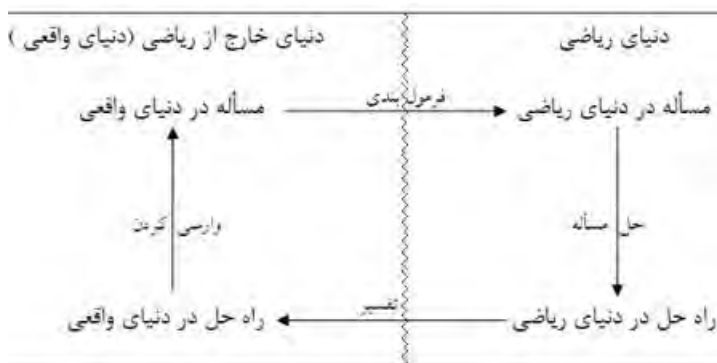 دنیای ریاضی
دنیای خارج از ریاضی (دنیای واقعی )
مسأله در دنیای ریاضی
فرمول بندی
مسأله در دنیای واقعی
حل مسأله
وارسی کردن
راه حل در دنیای ریاضی
تفسیر
راه حل در دنیای واقعی